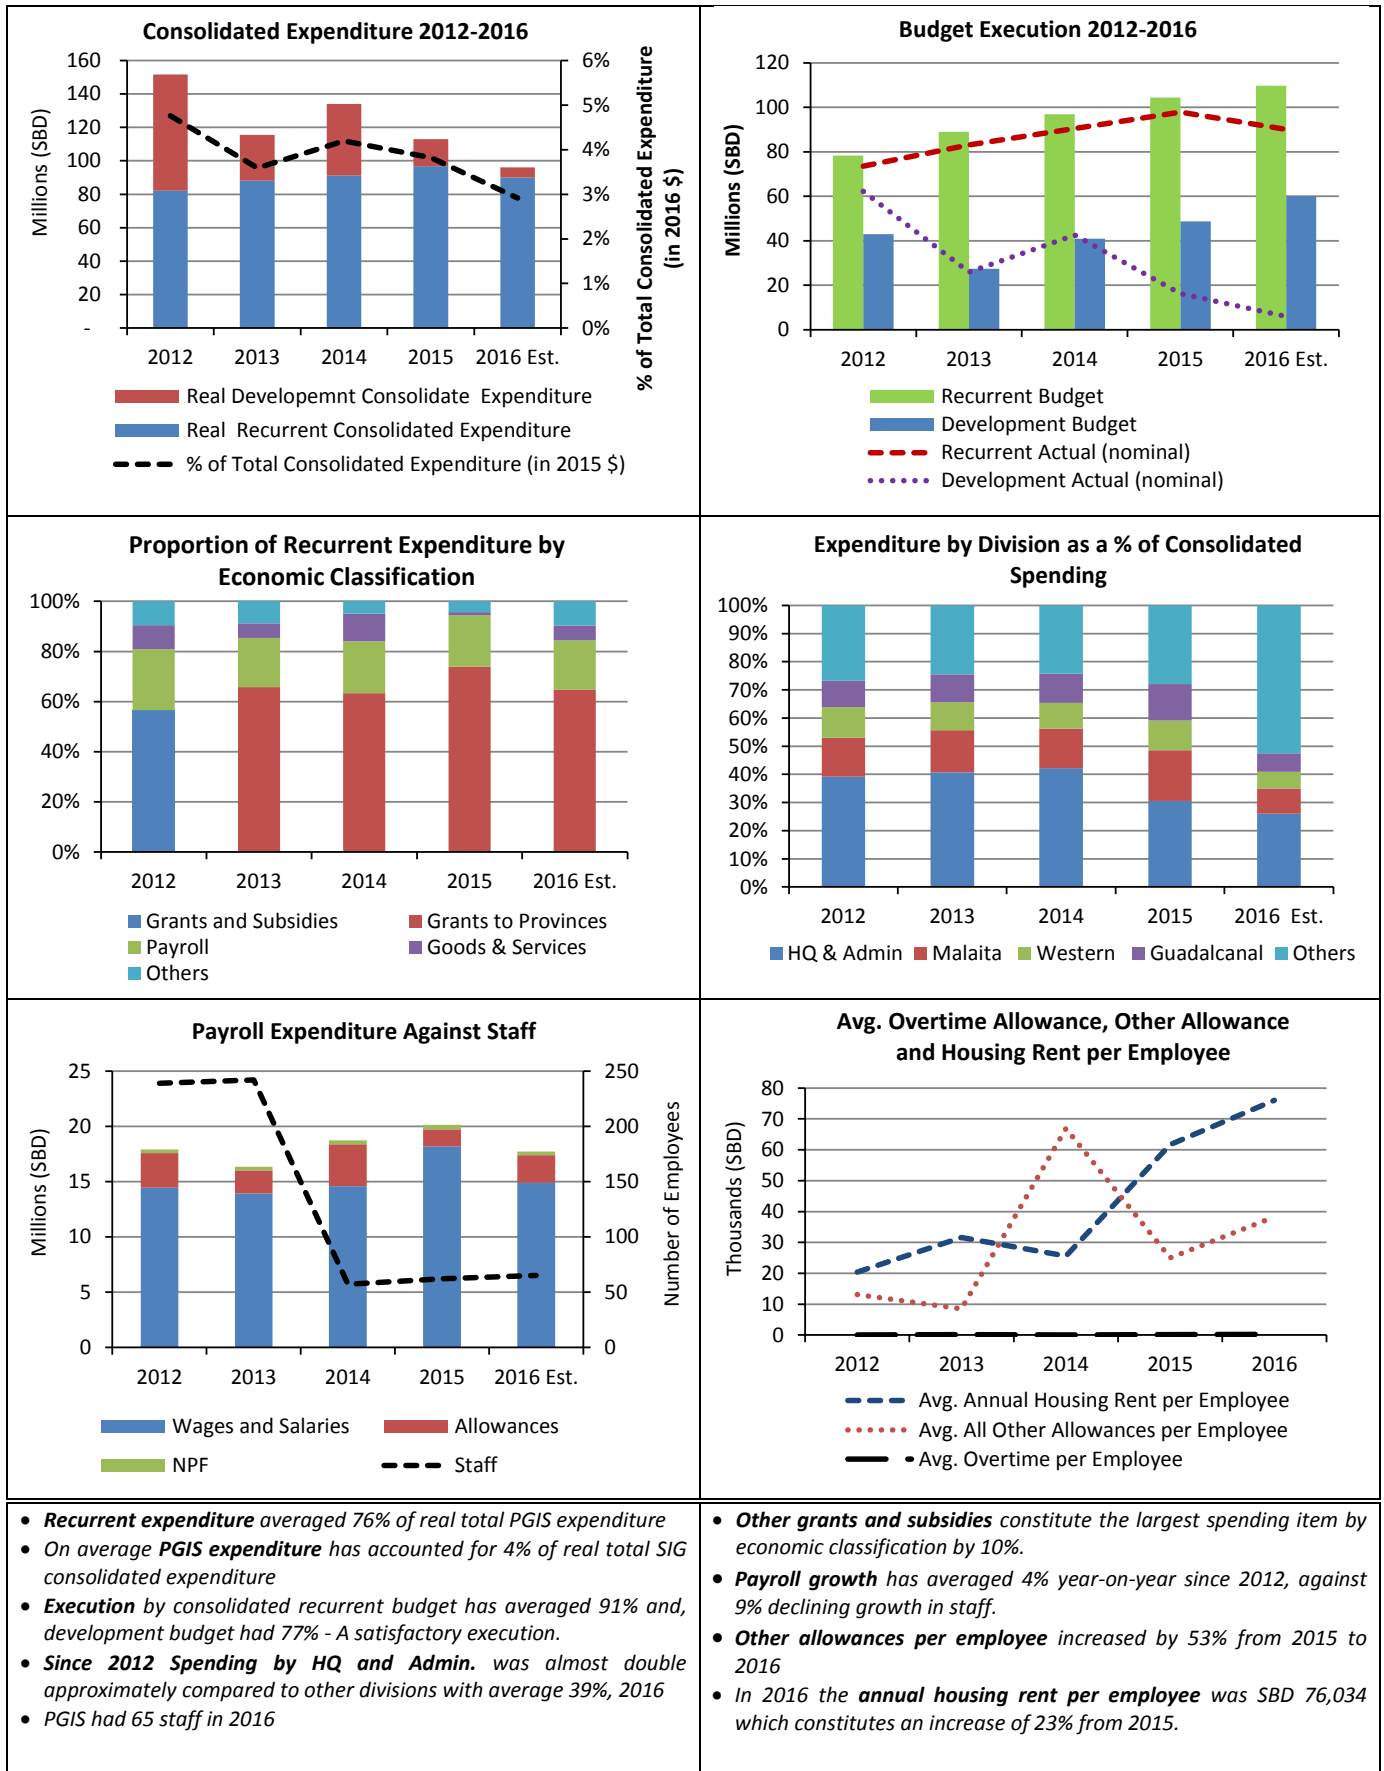 Consolidated Expenditure 2012-2016
160
140
120
100
80
60
40
20
-
6%
5%
4%
3%
2%
1%
0%
Millions (SBD)
% of Total Consolidated Expenditure
(in 2016 $)
2012 2013 2014 2015 2016 Est.
Real Developemnt Consolidate Expenditure
Real Recurrent Consolidated Expenditure
% of Total Consolidated Expenditure (in 2015 $)
Budget Execution 2012-2016
120
100
80
60
40
20
0
Millions (SBD)
2012 2013 2014 2015 2016 Est.
Recurrent Budget
Development Budget
Recurrent Actual (nominal)
Development Actual (nominal)
Proportion of Recurrent Expenditure by
Economic Classification
100%
80%
60%
40%
20%
0%
2012 2013 2014 2015 2016 Est.
Grants and Subsidies Grants to Provinces
Payroll Goods & Services
Others
Expenditure by Division as a % of Consolidated
Spending
100%
90%
80%
70%
60%
50%
40%
30%
20%
10%
0%
2012 2013 2014 2015 2016 Est.
HQ & Admin Malaita Western Guadalcanal Others
Payroll Expenditure Against Staff
25
20
15
10
5
0
250
200
150
100
50
0
Millions (SBD)
Number of Employees
2012 2013 2014 2015 2016 Est.
Wages and Salaries Allowances
NPF Staff
Avg. Overtime Allowance, Other Allowance
and Housing Rent per Employee
80
70
60
50
40
30
20
10
0
Thousands (SBD)
2012 2013 2014 2015 2016
Avg. Annual Housing Rent per Employee
Avg. All Other Allowances per Employee
Avg. Overtime per Employee
• Recurrent expenditure averaged 76% of real total PGIS expenditure
• On average PGIS expenditure has accounted for 4% of real total SIG
consolidated expenditure
• Execution by consolidated recurrent budget has averaged 91% and,
development budget had 77% - A satisfactory execution.
• Since 2012 Spending by HQ and Admin. was almost double
approximately compared to other divisions with average 39%, 2016
• PGIS had 65 staff in 2016
• Other grants and subsidies constitute the largest spending item by
economic classification by 10%.
• Payroll growth has averaged 4% year-on-year since 2012, against
9% declining growth in staff.
• Other allowances per employee increased by 53% from 2015 to
2016
• In 2016 the annual housing rent per employee was SBD 76,034
which constitutes an increase of 23% from 2015.